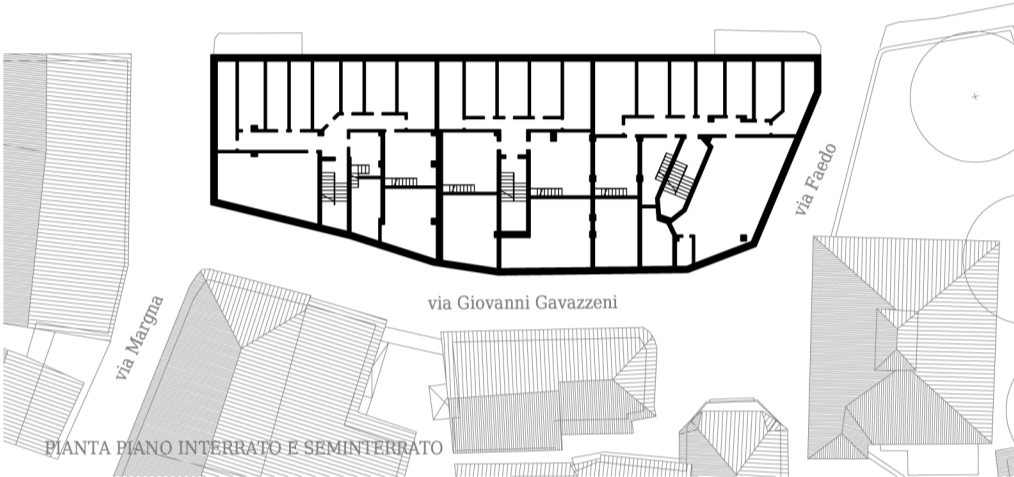 via Faedo
via Giovanni Gavazzeni
via Margna
PIANTA PIANO INTERRATO E SEMINTERRATO